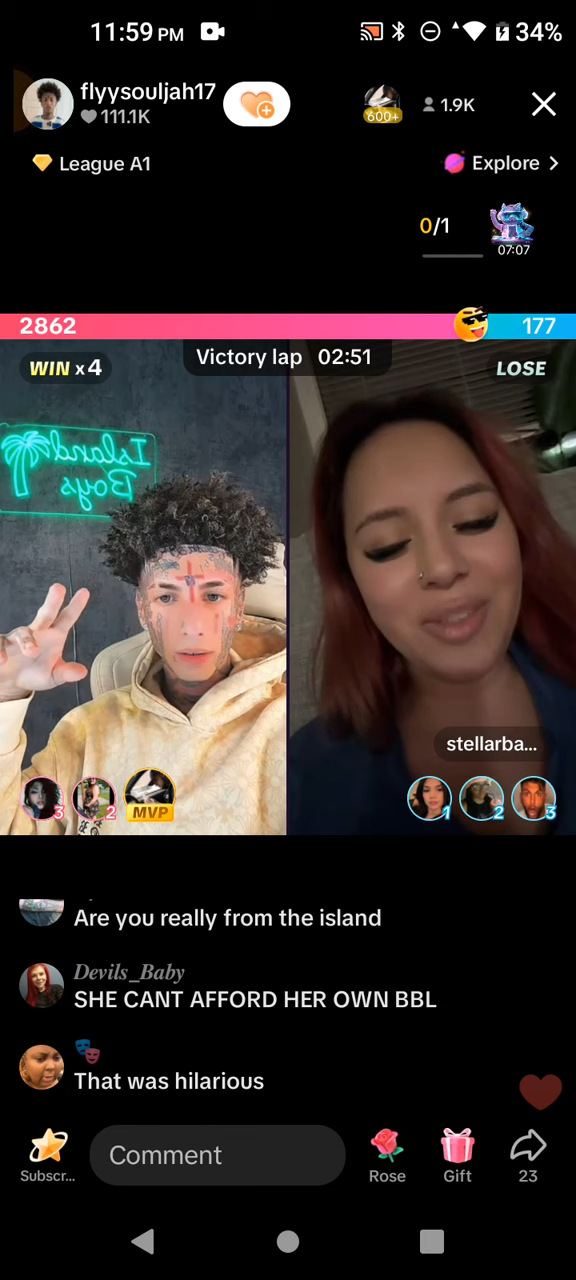 11:59 PM
34%
flyysouljah17
111.1K
600+
1.9K
League A1
Explore
0/1
07:07
2862
177
Victory lap 02:51
WIN x4
LOSE
Island
Boys
stellarba...
3
2
MVP
1
2
3
Are you really from the island
Devils_Baby
SHE CANT AFFORD HER OWN BBL
That was hilarious
Comment
Subscr...
Rose
Gift
23